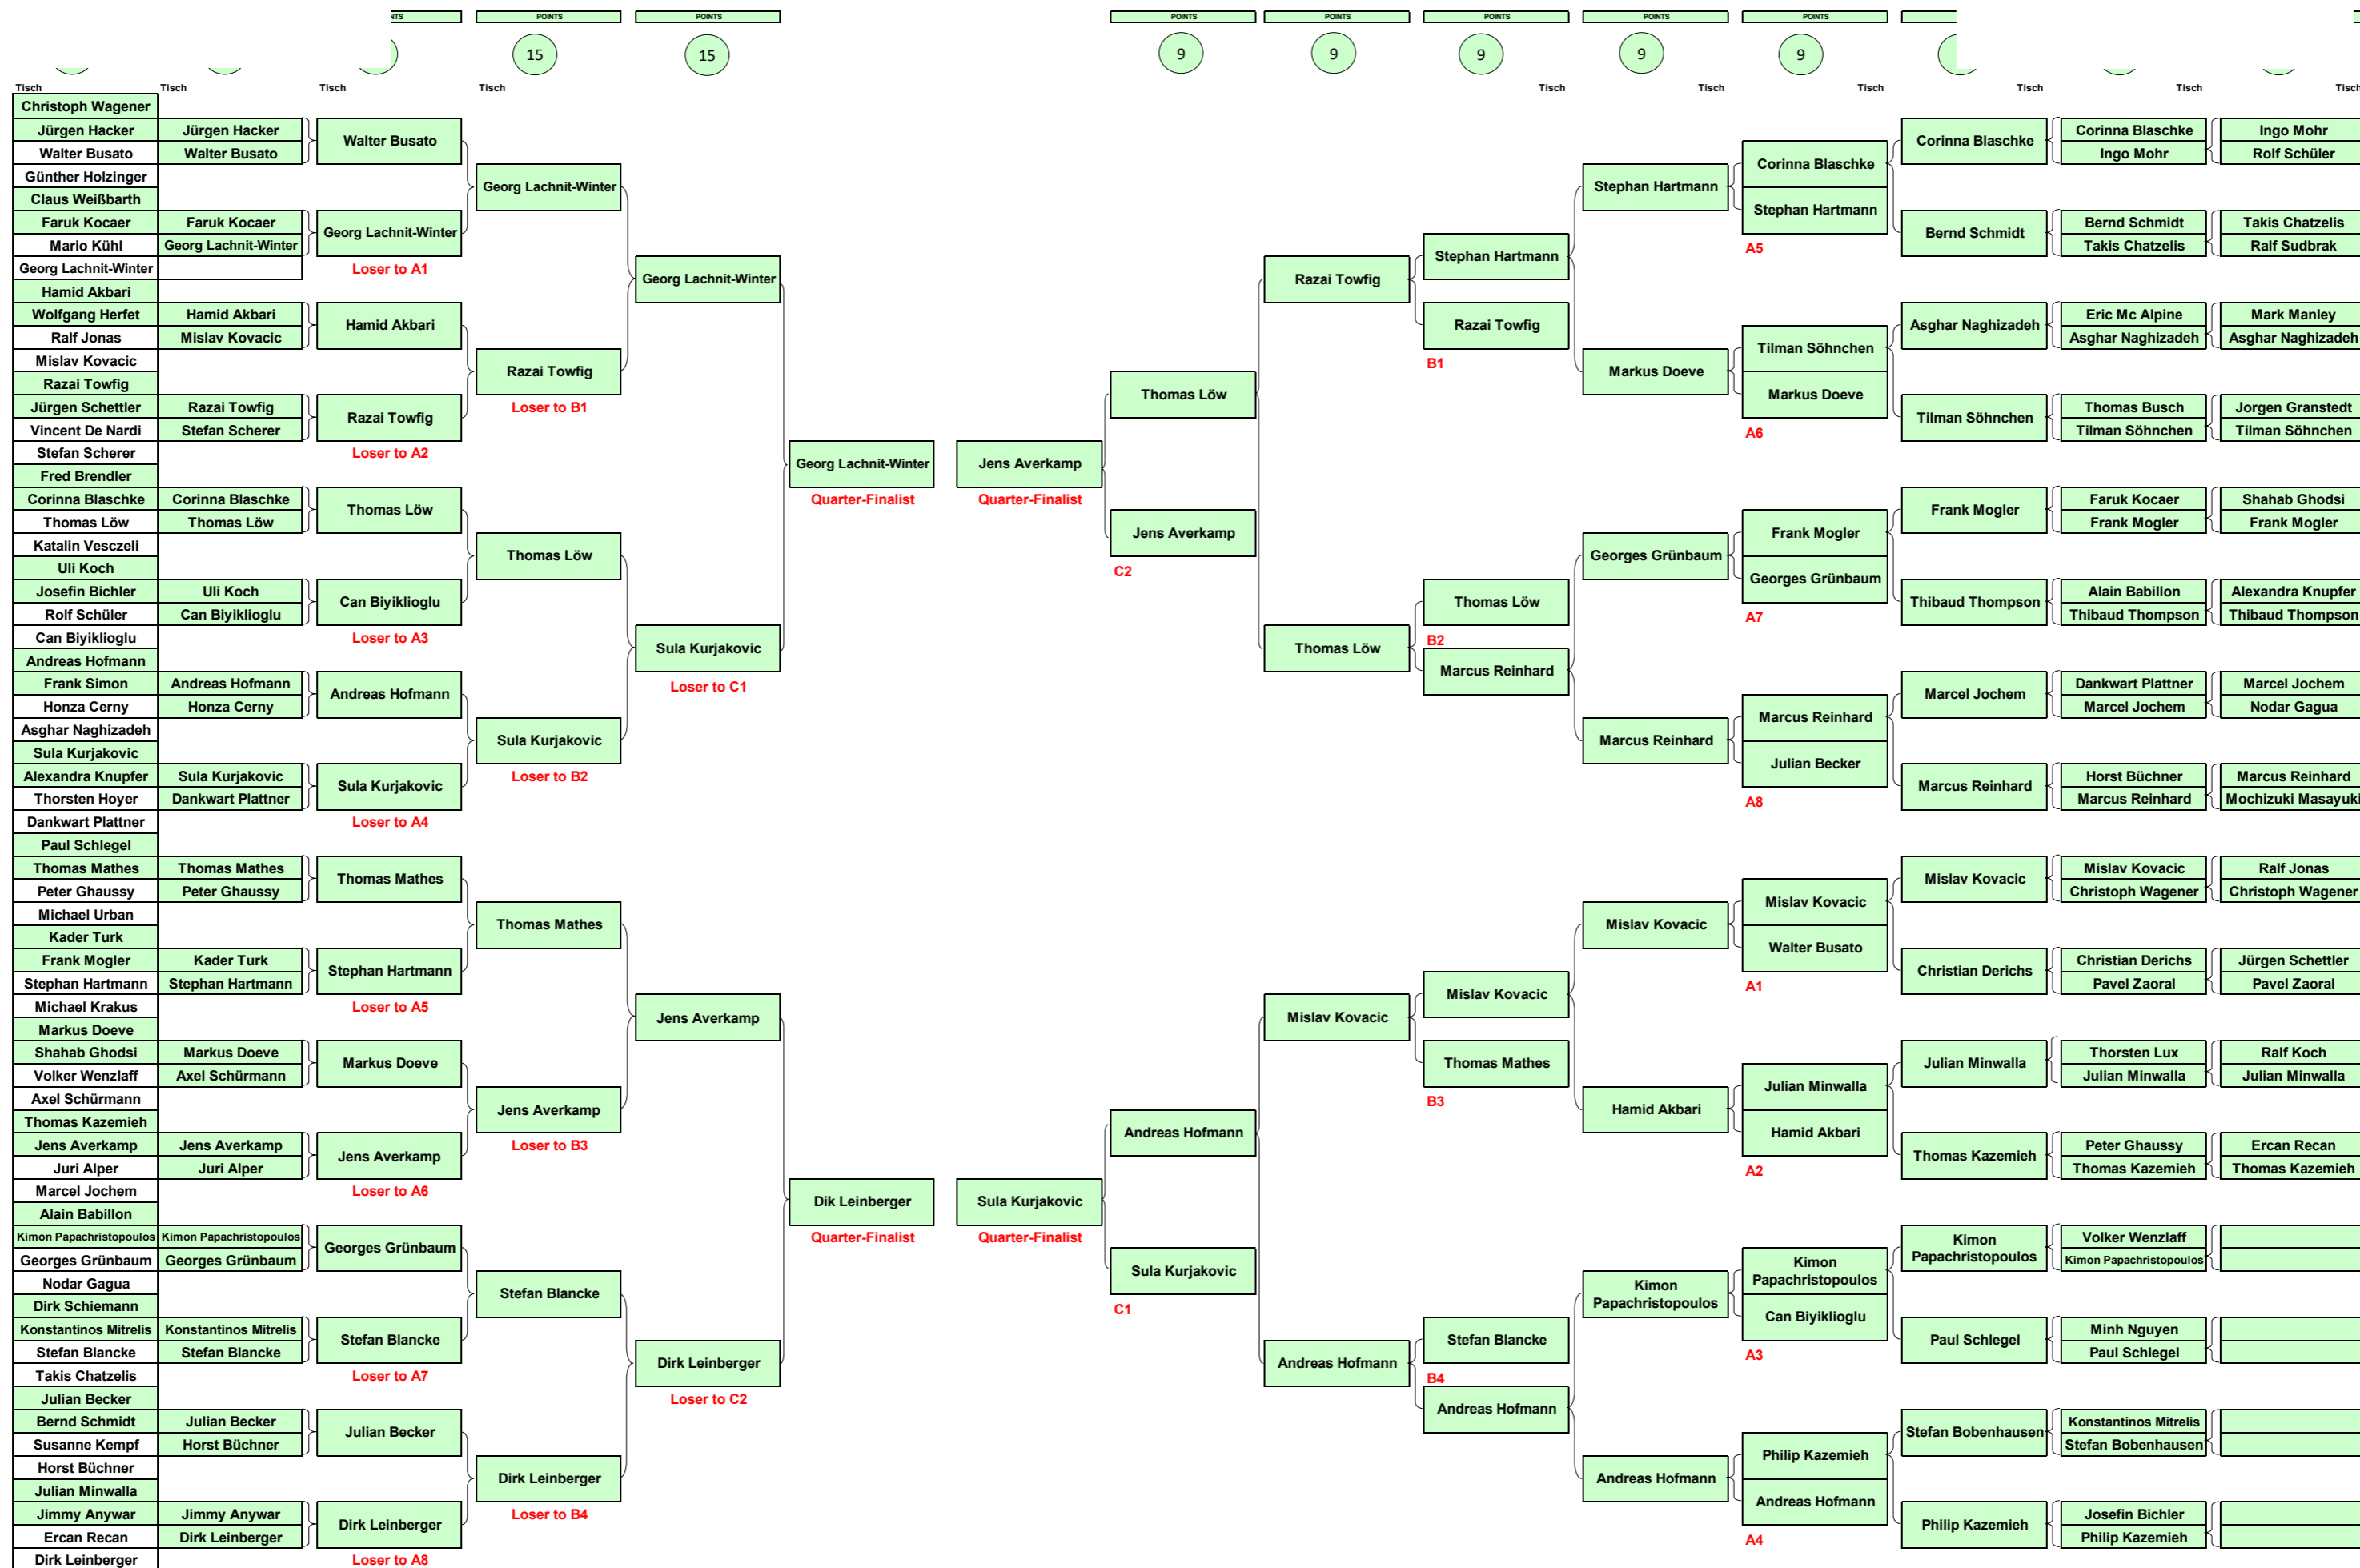 NTS POINTS POINTS POINTS POINTS POINTS POINTS POINTS
15 15 9 9 9 9 9
Tisch Tisch Tisch Tisch Tisch Tisch Tisch Tisch Tisch Tisch
Christoph Wagener
Jürgen Hacker
Walter Busato
Günther Holzinger
Claus Weißbarth
Faruk Kocaer
Mario Kühl
Georg Lachnit-Winter
Hamid Akbari
Wolfgang Herfet
Ralf Jonas
Mislav Kovacic
Razai Towfig
Jürgen Schettler
Vincent De Nardi
Stefan Scherer
Fred Brendler
Corinna Blaschke
Thomas Löw
Katalin Vesczeli
Uli Koch
Josefin Bichler
Rolf Schüler
Can Biyiklioglu
Andreas Hofmann
Frank Simon
Honza Cerny
Asghar Naghizadeh
Sula Kurjakovic
Alexandra Knupfer
Thorsten Hoyer
Dankwart Plattner
Paul Schlegel
Thomas Mathes
Peter Ghaussy
Michael Urban
Kader Turk
Frank Mogler
Stephan Hartmann
Michael Krakus
Markus Doeve
Shahab Ghodsi
Volker Wenzlaff
Axel Schürmann
Thomas Kazemieh
Jens Averkamp
Juri Alper
Marcel Jochem
Alain Babillon
Kimon Papachristopoulos
Georges Grünbaum
Nodar Gagua
Dirk Schiemann
Konstantinos Mitrelis
Stefan Blancke
Takis Chatzelis
Julian Becker
Bernd Schmidt
Susanne Kempf
Horst Büchner
Julian Minwalla
Jimmy Anywar
Ercan Recan
Dirk Leinberger
Jürgen Hacker
Walter Busato
Faruk Kocaer
Georg Lachnit-Winter
Hamid Akbari
Mislav Kovacic
Razai Towfig
Stefan Scherer
Corinna Blaschke
Thomas Löw
Uli Koch
Can Biyiklioglu
Andreas Hofmann
Honza Cerny
Sula Kurjakovic
Dankwart Plattner
Thomas Mathes
Peter Ghaussy
Kader Turk
Stephan Hartmann
Markus Doeve
Axel Schürmann
Jens Averkamp
Juri Alper
Kimon Papachristopoulos
Georges Grünbaum
Konstantinos Mitrelis
Stefan Blancke
Julian Becker
Horst Büchner
Jimmy Anywar
Dirk Leinberger
Walter Busato
Georg Lachnit-Winter
Loser to A1
Hamid Akbari
Razai Towfig
Loser to A2
Thomas Löw
Can Biyiklioglu
Loser to A3
Andreas Hofmann
Sula Kurjakovic
Loser to A4
Thomas Mathes
Stephan Hartmann
Loser to A5
Markus Doeve
Jens Averkamp
Loser to A6
Georges Grünbaum
Stefan Blancke
Loser to A7
Julian Becker
Dirk Leinberger
Loser to A8
Georg Lachnit-Winter
Razai Towfig
Loser to B1
Thomas Löw
Sula Kurjakovic
Loser to B2
Thomas Mathes
Jens Averkamp
Loser to B3
Stefan Blancke
Dirk Leinberger
Loser to B4
Georg Lachnit-Winter
Sula Kurjakovic
Loser to C1
Jens Averkamp
Dirk Leinberger
Loser to C2
Georg Lachnit-Winter
Quarter-Finalist
Dik Leinberger
Quarter-Finalist
Jens Averkamp
Quarter-Finalist
Sula Kurjakovic
Quarter-Finalist
Thomas Löw
Jens Averkamp
C2
Andreas Hofmann
Sula Kurjakovic
C1
Razai Towfig
Thomas Löw
Mislav Kovacic
Andreas Hofmann
Stephan Hartmann
Razai Towfig
B1
Thomas Löw
B2
Marcus Reinhard
Mislav Kovacic
Thomas Mathes
B3
Stefan Blancke
B4
Andreas Hofmann
Stephan Hartmann
Markus Doeve
Georges Grünbaum
Marcus Reinhard
Mislav Kovacic
Hamid Akbari
Kimon
Papachristopoulos
Andreas Hofmann
Corinna Blaschke
Stephan Hartmann
A5
Tilman Söhnchen
Markus Doeve
A6
Frank Mogler
Georges Grünbaum
A7
Marcus Reinhard
Julian Becker
A8
Mislav Kovacic
Walter Busato
A1
Julian Minwalla
Hamid Akbari
A2
Kimon
Papachristopoulos
Can Biyiklioglu
A3
Philip Kazemieh
Andreas Hofmann
A4
Corinna Blaschke
Bernd Schmidt
Asghar Naghizadeh
Tilman Söhnchen
Frank Mogler
Thibaud Thompson
Marcel Jochem
Marcus Reinhard
Mislav Kovacic
Christian Derichs
Julian Minwalla
Thomas Kazemieh
Kimon
Papachristopoulos
Paul Schlegel
Stefan Bobenhausen
Philip Kazemieh
Corinna Blaschke
Ingo Mohr
Bernd Schmidt
Takis Chatzelis
Eric Mc Alpine
Asghar Naghizadeh
Thomas Busch
Tilman Söhnchen
Faruk Kocaer
Frank Mogler
Alain Babillon
Thibaud Thompson
Dankwart Plattner
Marcel Jochem
Horst Büchner
Marcus Reinhard
Mislav Kovacic
Christoph Wagener
Christian Derichs
Pavel Zaoral
Thorsten Lux
Julian Minwalla
Peter Ghaussy
Thomas Kazemieh
Volker Wenzlaff
Kimon Papachristopoulos
Minh Nguyen
Paul Schlegel
Konstantinos Mitrelis
Stefan Bobenhausen
Josefin Bichler
Philip Kazemieh
Ingo Mohr
Rolf Schüler
Takis Chatzelis
Ralf Sudbrak
Mark Manley
Asghar Naghizadeh
Jorgen Granstedt
Tilman Söhnchen
Shahab Ghodsi
Frank Mogler
Alexandra Knupfer
Thibaud Thompson
Marcel Jochem
Nodar Gagua
Marcus Reinhard
Mochizuki Masayuki
Ralf Jonas
Christoph Wagener
Jürgen Schettler
Pavel Zaoral
Ralf Koch
Julian Minwalla
Ercan Recan
Thomas Kazemieh